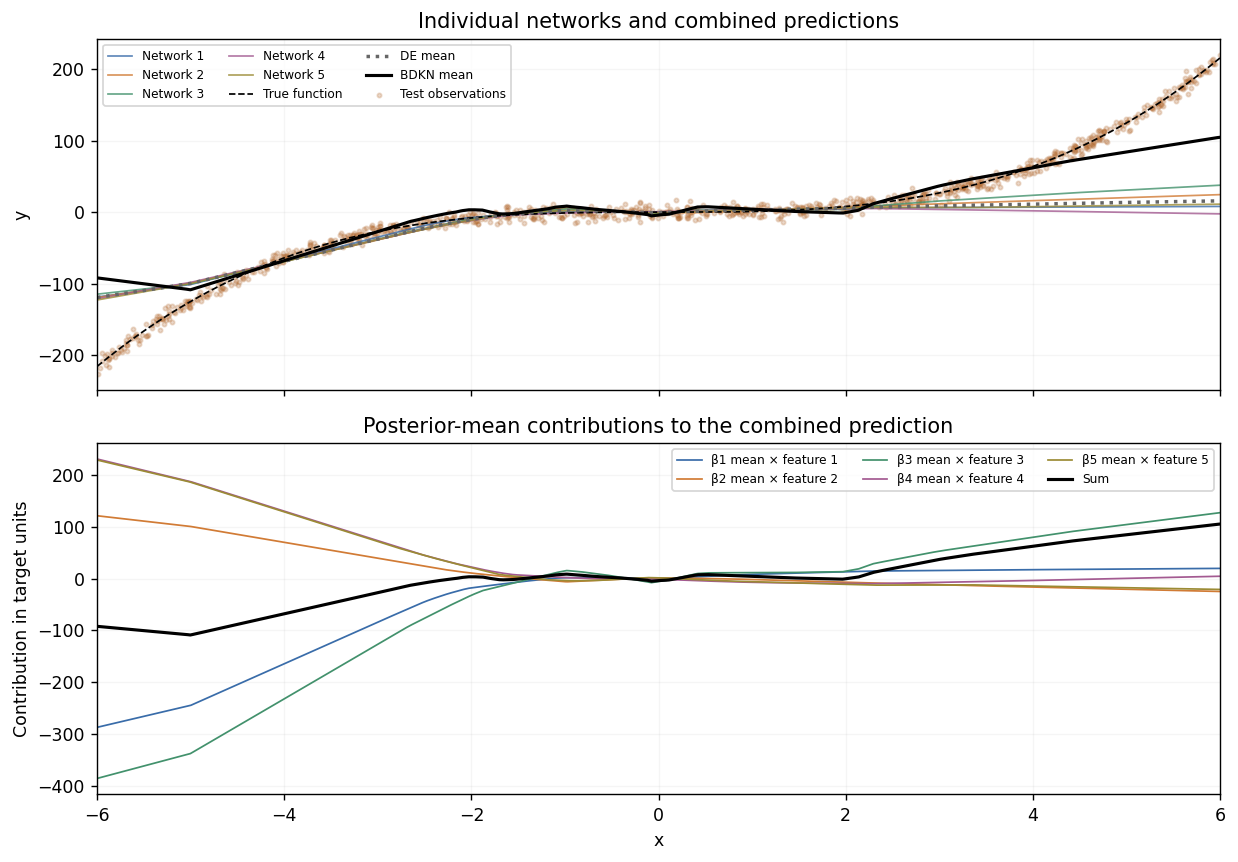 Individual networks and combined predictions
Network 1
Network 2
Network 3
Network 4
Network 5
True function
DE mean
BDKN mean
Test observations
y
200
100
0
−100
−200
Posterior-mean contributions to the combined prediction
β1 mean × feature 1
β2 mean × feature 2
β3 mean × feature 3
β4 mean × feature 4
β5 mean × feature 5
Sum
Contribution in target units
200
100
0
−100
−200
−300
−400
−6
−4
−2
0
2
4
6
x